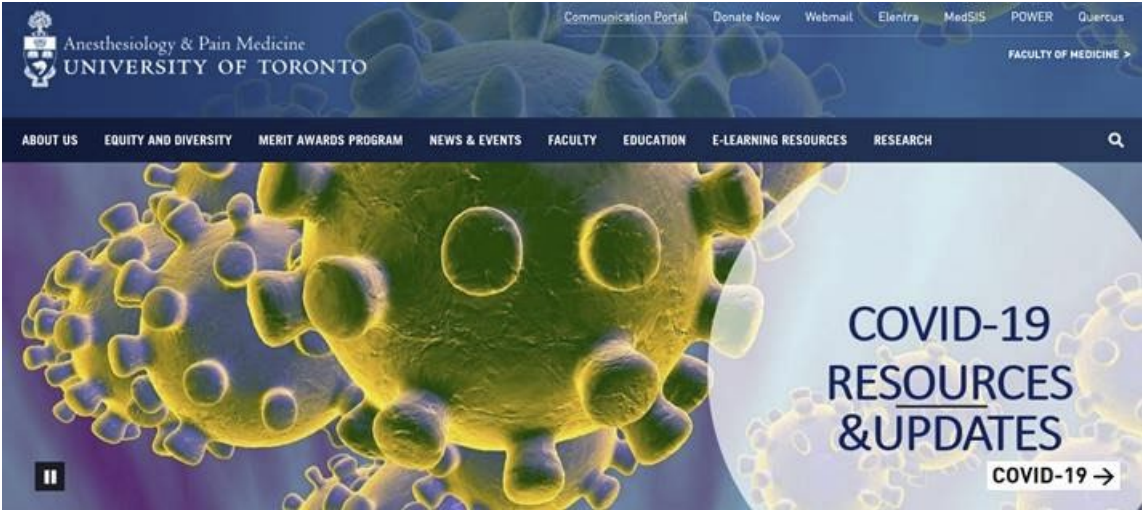 Communication Portal Donate Now Webmail Elentra MedSIS POWER Quercus
Anesthesiology & Pain Medicine
UNIVERSITY OF TORONTO
FACULTY OF MEDICINE >
ABOUT US EQUITY AND DIVERSITY MERIT AWARDS PROGRAM NEWS & EVENTS FACULTY EDUCATION E-LEARNING RESOURCES RESEARCH
COVID-19
RESOURCES
&UPDATES
COVID-19 →